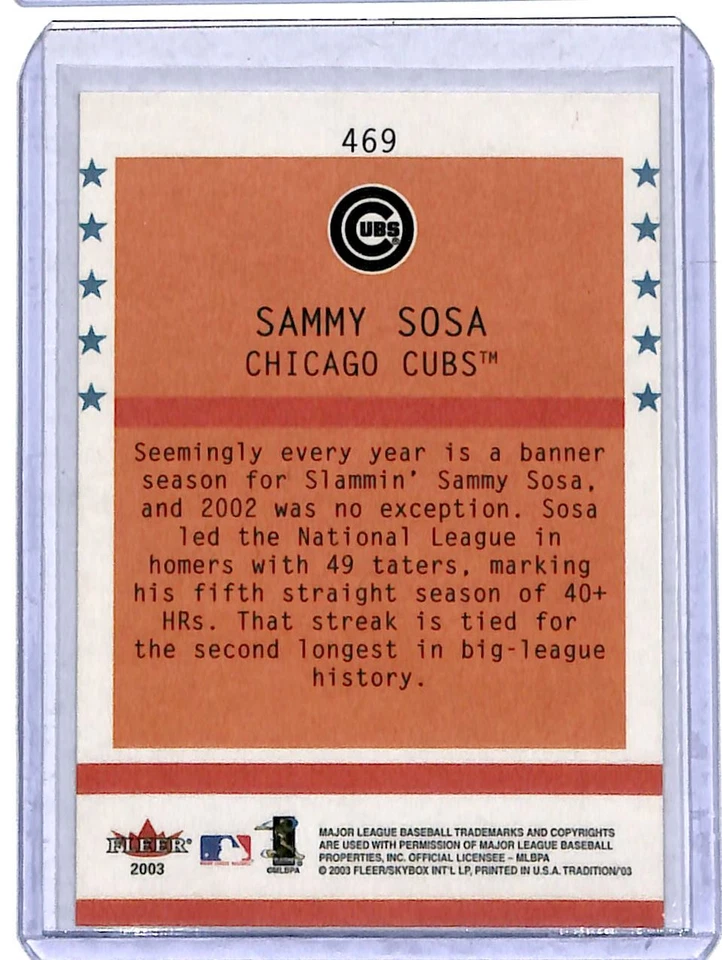 469
CUBS
SAMMY SOSA
CHICAGO CUBS™
Seemingly every year is a banner
season for Slammin' Sammy Sosa,
and 2002 was no exception. Sosa
led the National League in
homers with 49 taters, marking
his fifth straight season of 40+
HRs. That streak is tied for
the second longest in big-league
history.
FLEER®
2003
©MLBPA
MAJOR LEAGUE BASEBALL TRADEMARKS AND COPYRIGHTS
ARE USED WITH PERMISSION OF MAJOR LEAGUE BASEBALL
PROPERTIES, INC. OFFICIAL LICENSEE – MLBPA
© 2003 FLEER/SKYBOX INT'L LP, PRINTED IN U.S.A. TRADITION'03